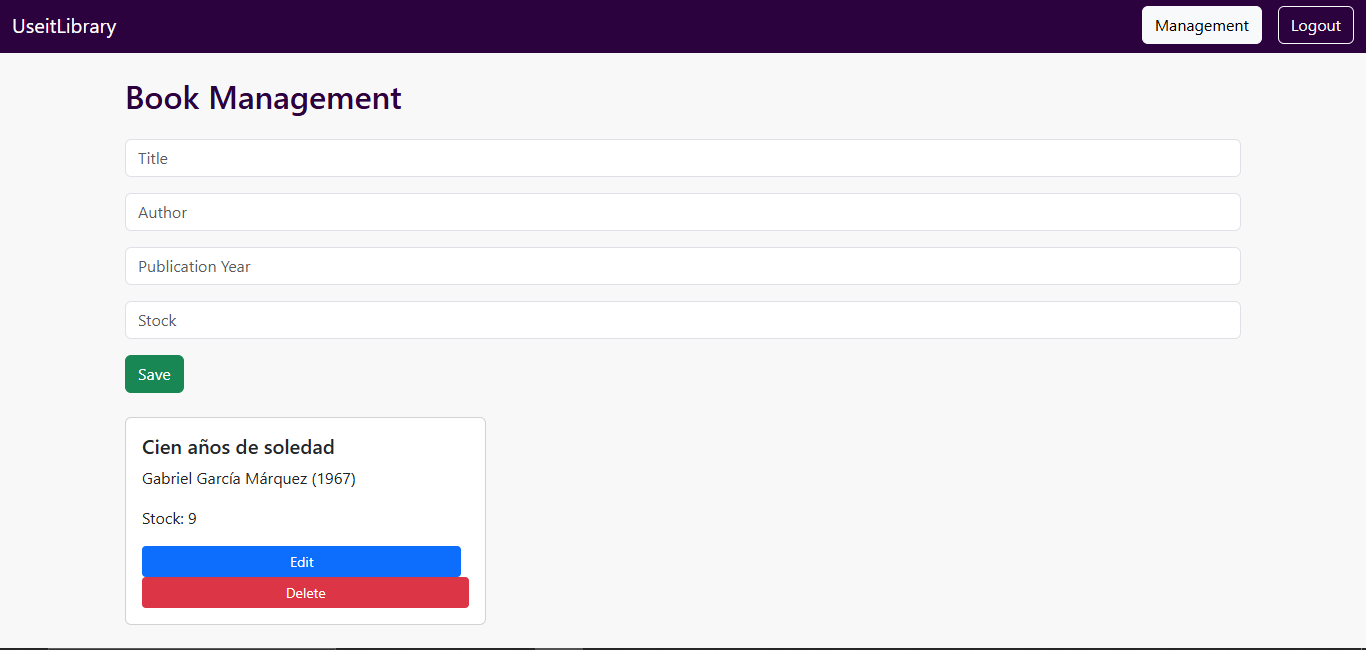 UseitLibrary Management Logout
Book Management
Title
Author
Publication Year
Stock
Save
Cien años de soledad
Gabriel García Márquez (1967)
Stock: 9
Edit
Delete